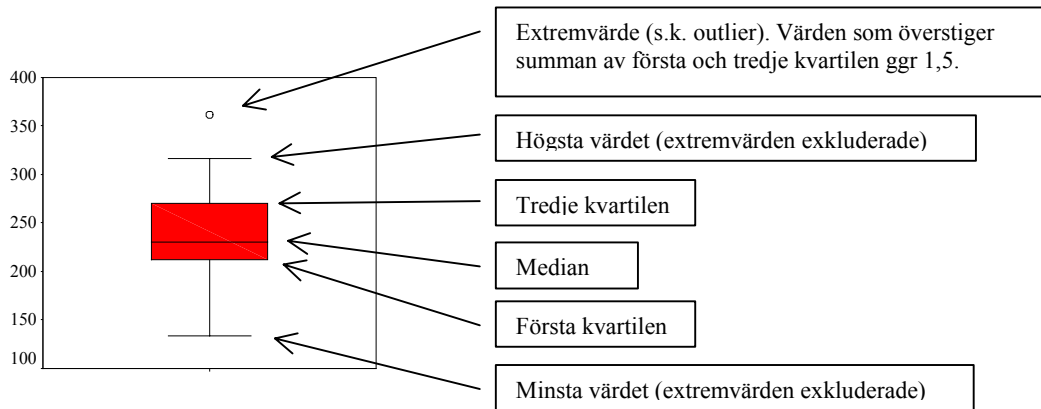 Extremvärde (s.k. outlier). Värden som överstiger
summan av första och tredje kvartilen ggr 1,5.
400
350
Högsta värdet (extremvärden exkluderade)
300
Tredje kvartilen
250
Median
200
Första kvartilen
150
100
Minsta värdet (extremvärden exkluderade)